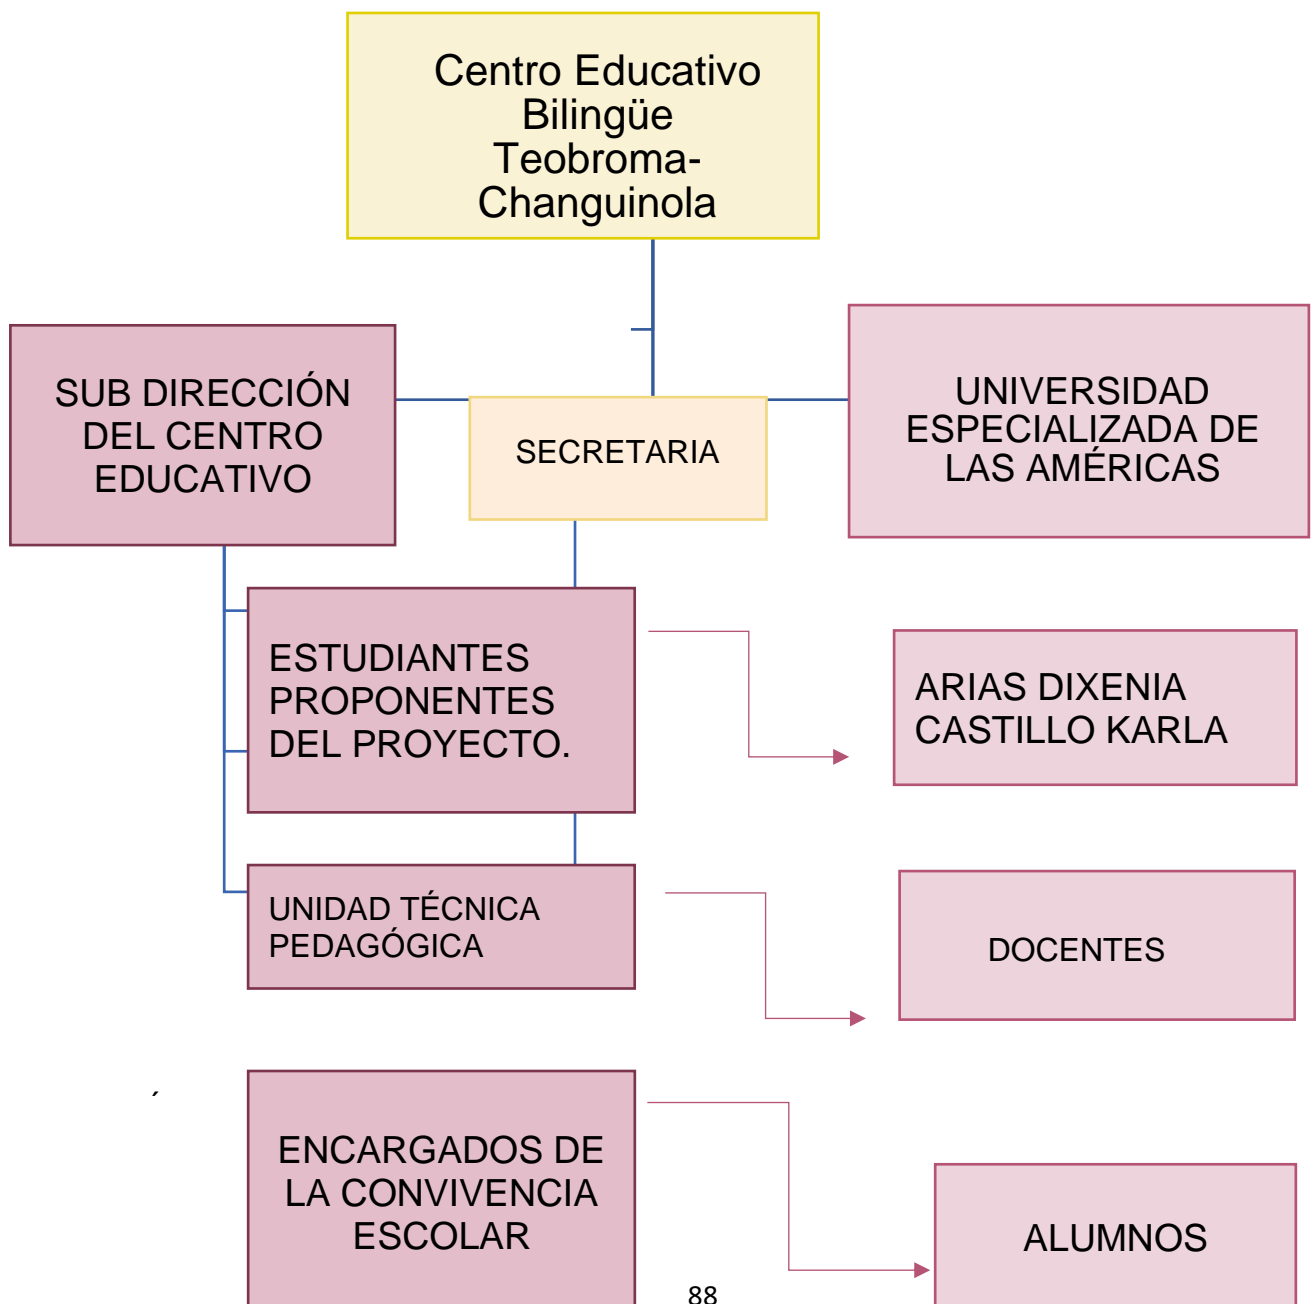 Centro Educativo
Bilingüe
Teobroma-
Changuinola
SUB DIRECCIÓN
DEL CENTRO
EDUCATIVO
SECRETARIA
UNIVERSIDAD
ESPECIALIZADA DE
LAS AMÉRICAS
ESTUDIANTES
PROPONENTES
DEL PROYECTO.
ARIAS DIXENIA
CASTILLO KARLA
UNIDAD TÉCNICA
PEDAGÓGICA
DOCENTES
´
ENCARGADOS DE
LA CONVIVENCIA
ESCOLAR
ALUMNOS
88